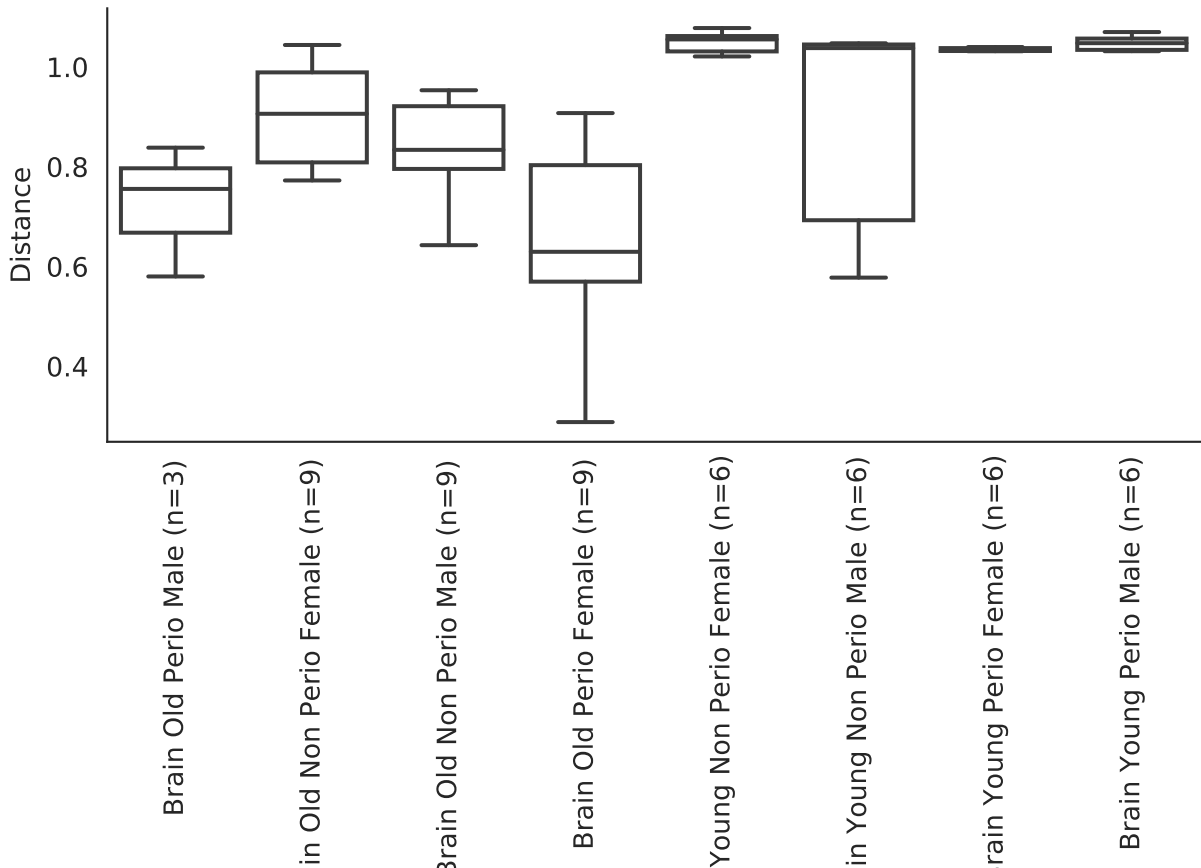 1.0
0.8
0.6
0.4
Distance
Brain Old Perio Male (n=3)
in Old Non Perio Female (n=9)
Brain Old Non Perio Male (n=9)
Brain Old Perio Female (n=9)
Young Non Perio Female (n=6)
in Young Non Perio Male (n=6)
rain Young Perio Female (n=6)
Brain Young Perio Male (n=6)